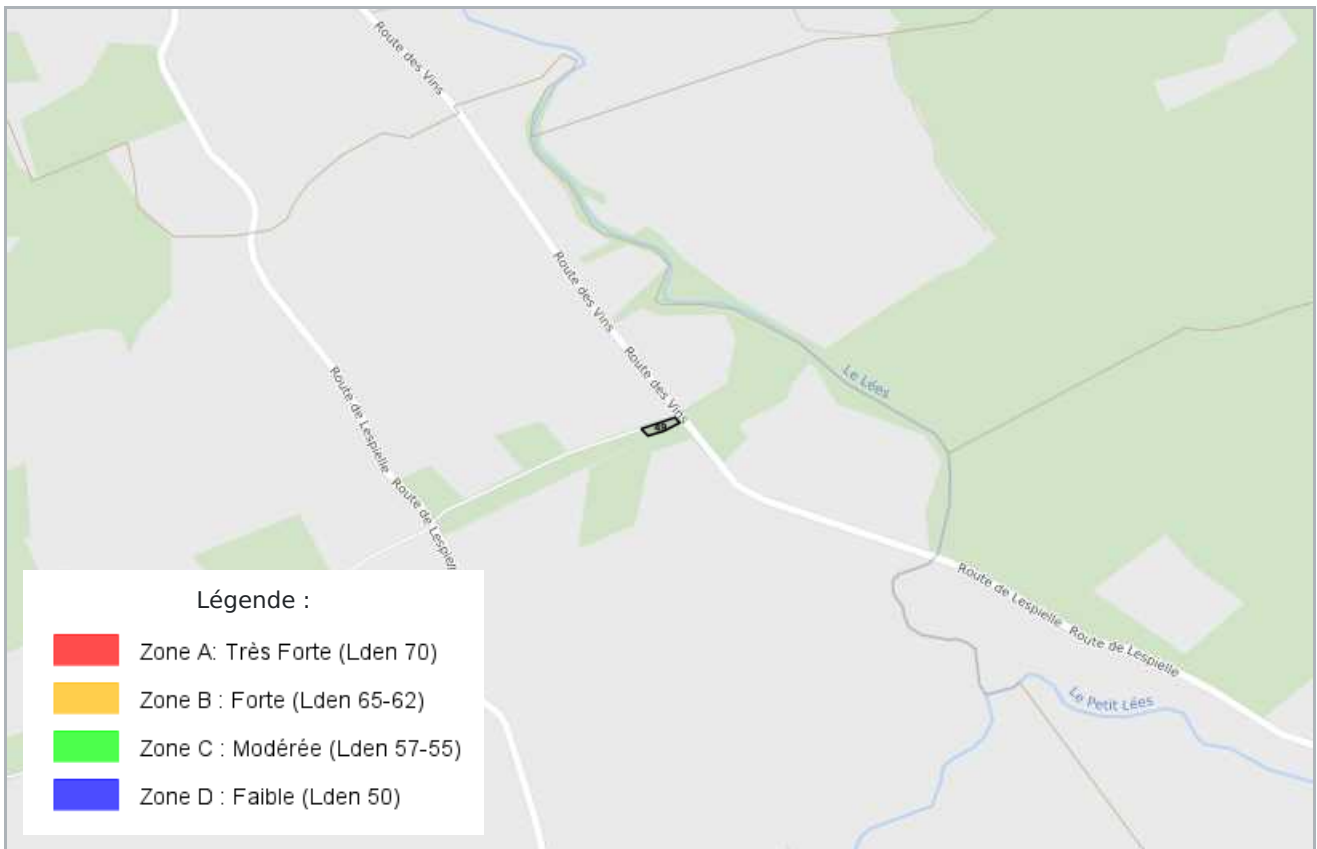 Route des Vins
Route des Vins
Route des Vins
Le Lées
Route de Lespielle
Route de Lespielle
Route de Lespielle
Route de Lespielle
Le Petit Lées
Légende :
Zone A: Très Forte (Lden 70)
Zone B : Forte (Lden 65-62)
Zone C : Modérée (Lden 57-55)
Zone D : Faible (Lden 50)